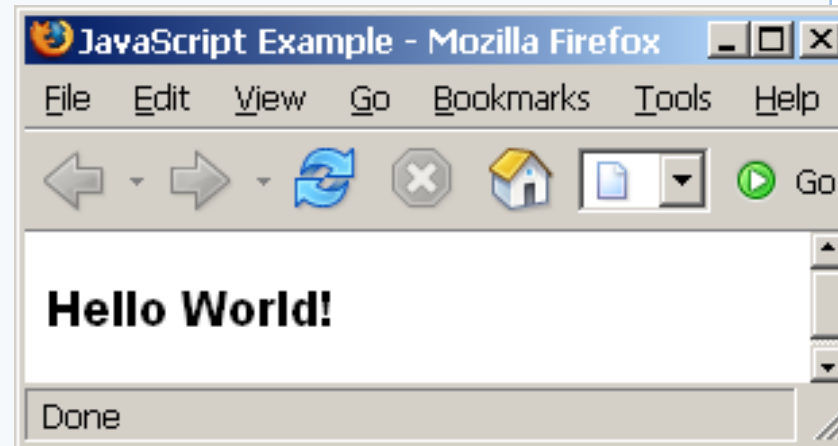 JavaScript Example - Mozilla Firefox
File Edit View Go Bookmarks Tools Help
Go
Hello World!
Done